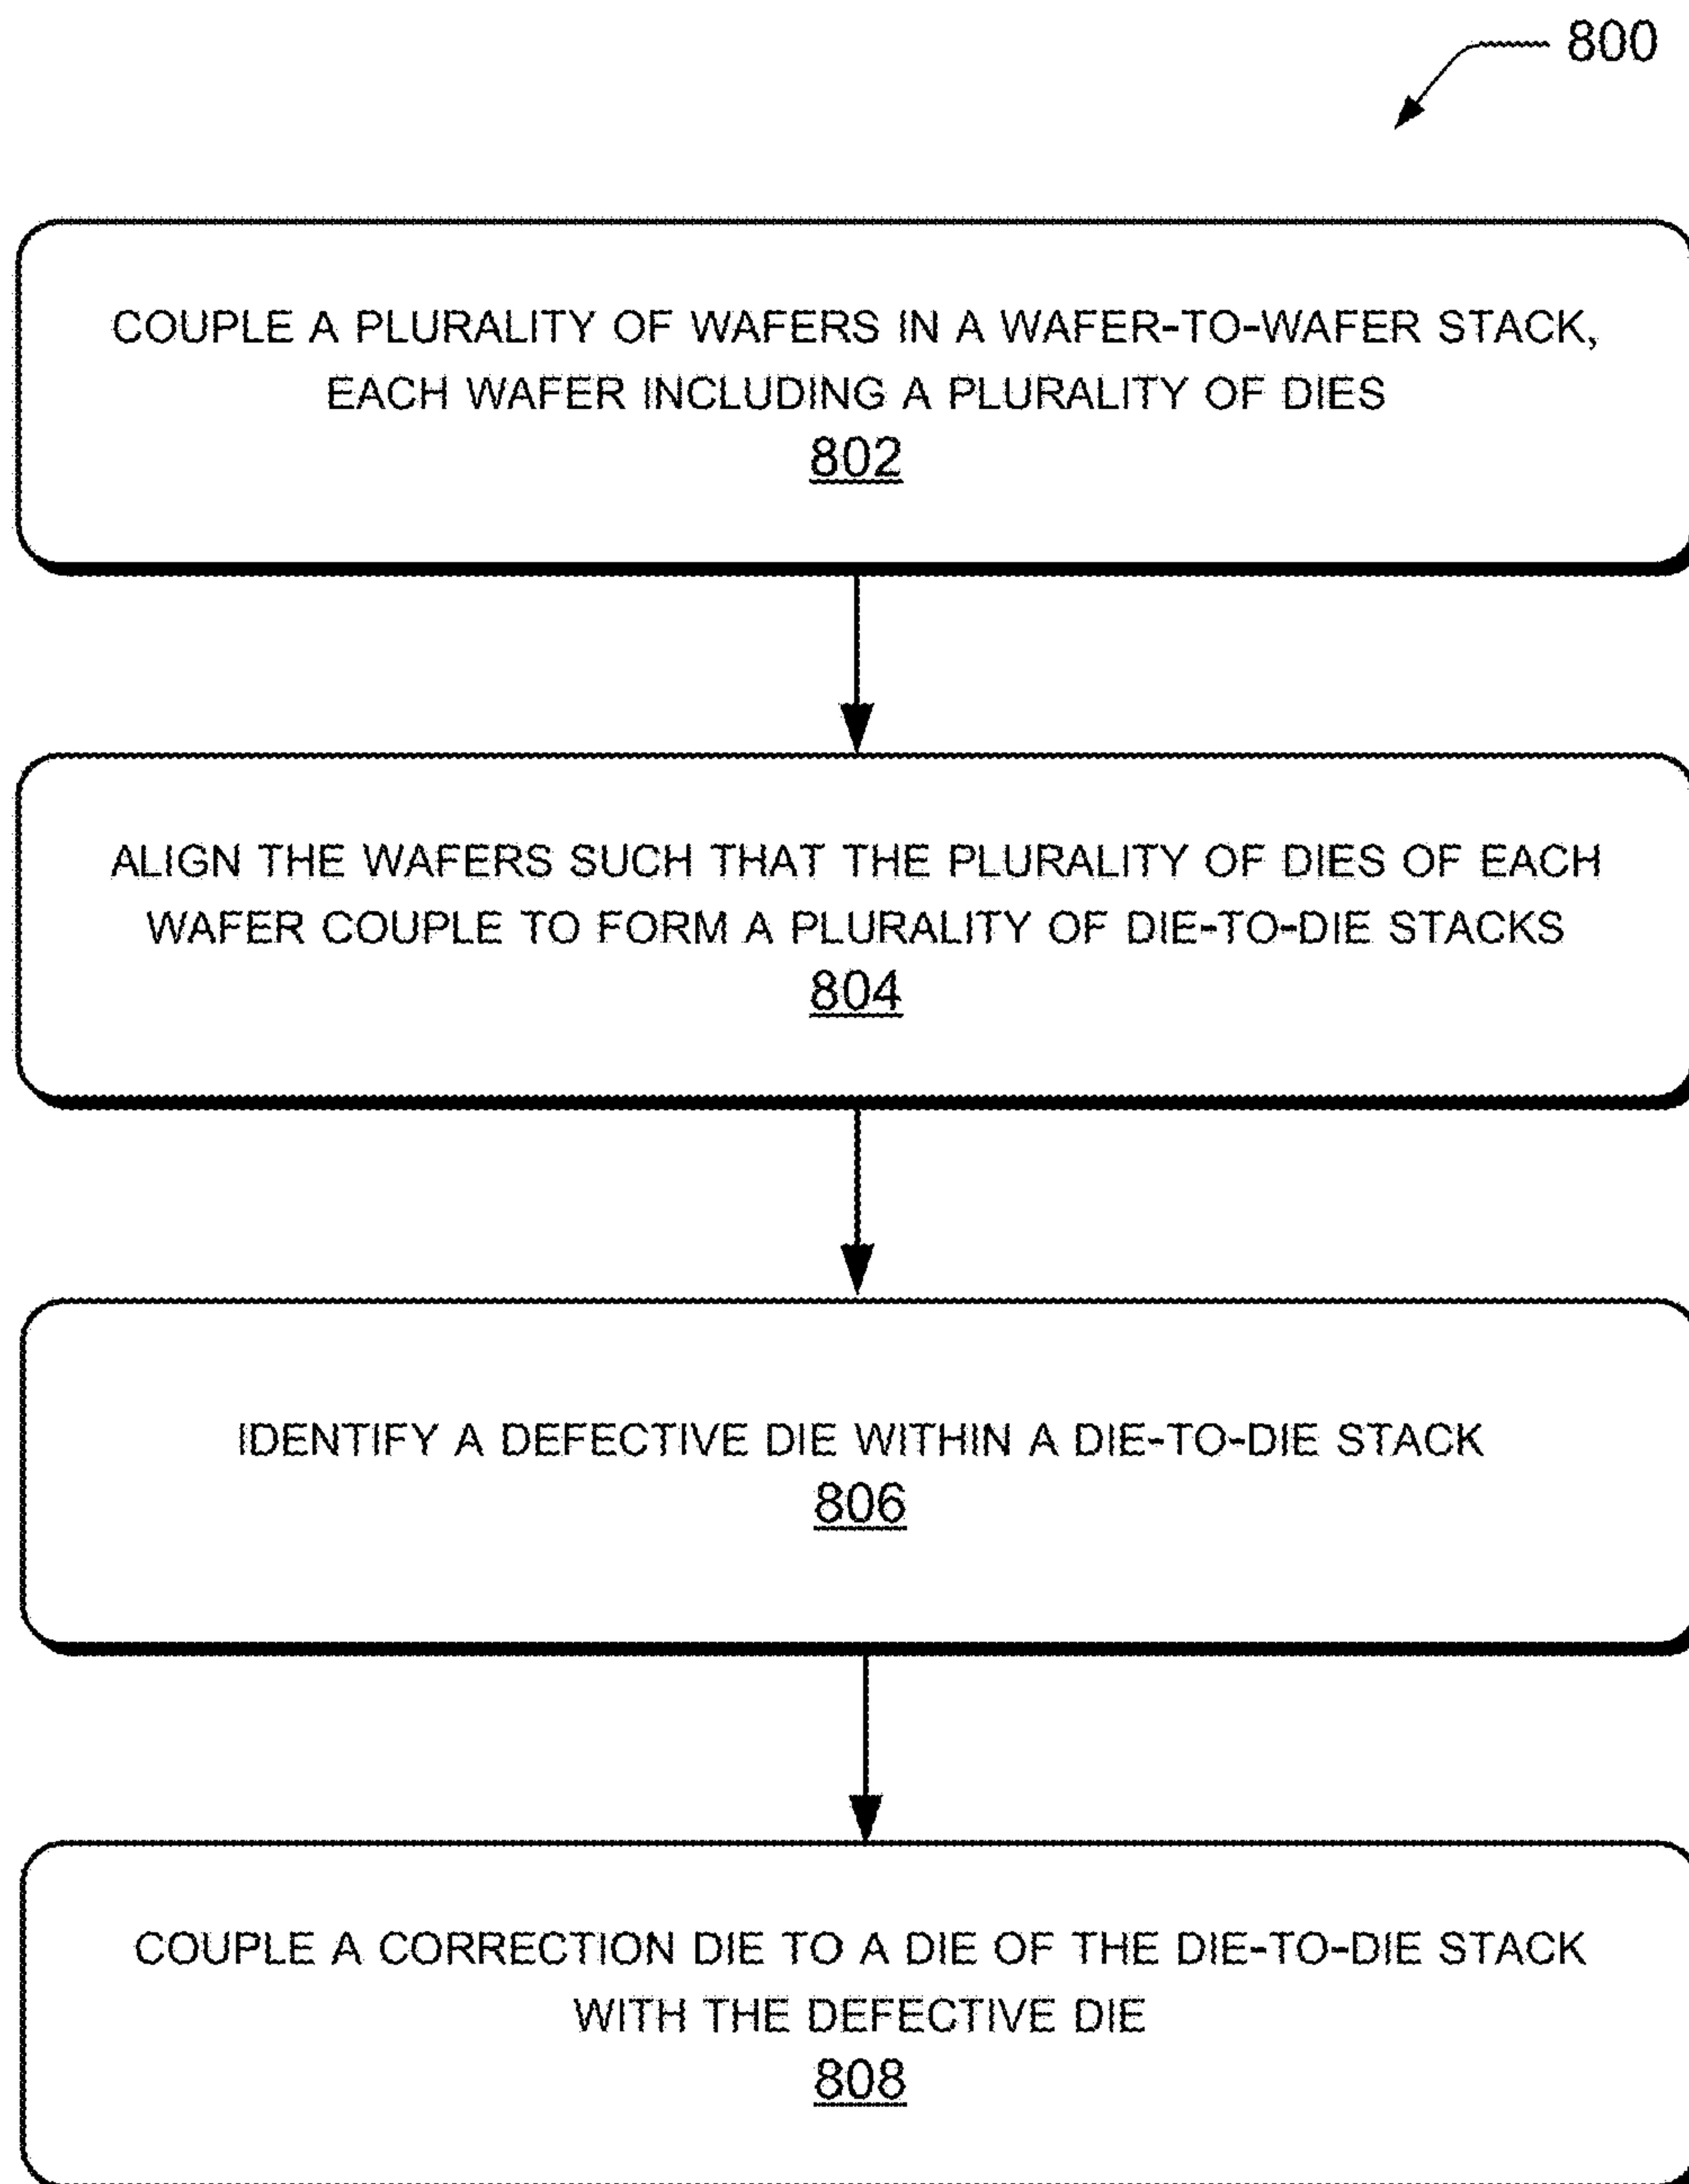 800
COUPLE A PLURALITY OF WAFERS IN A WAFER-TO-WAFER STACK,
EACH WAFER INCLUDING A PLURALITY OF DIES
802
ALIGN THE WAFERS SUCH THAT THE PLURALITY OF DIES OF EACH
WAFER COUPLE TO FORM A PLURALITY OF DIE-TO-DIE STACKS
804
IDENTIFY A DEFECTIVE DIE WITHIN A DIE-TO-DIE STACK
806
COUPLE A CORRECTION DIE TO A DIE OF THE DIE-TO-DIE STACK
WITH THE DEFECTIVE DIE
808